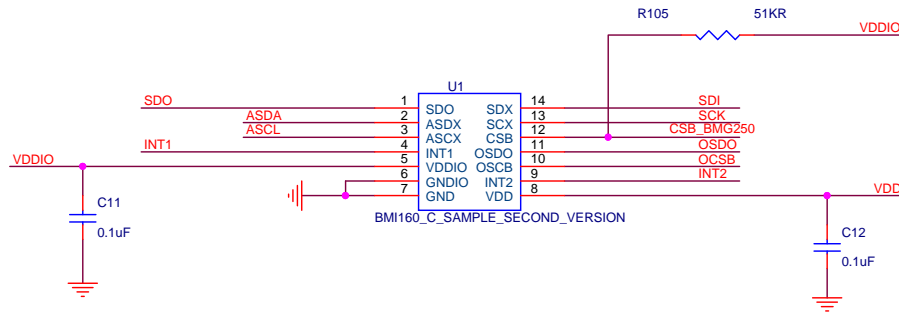 R105 51KR
VDDIO
U1
SDO 1 SDO SDX 14 SDI
ASDA 2 ASDX SCX 13 SCK
ASCL 3 ASCX CSB 12 CSB_BMG250
INT1 4 INT1 OSDO 11 OSDO
VDDIO 5 VDDIO OSCB 10 OCSB
6 GNDIO INT2 9 INT2
7 GND VDD 8 VDD
BMI160_C_SAMPLE_SECOND_VERSION
C11
0.1uF
C12
0.1uF